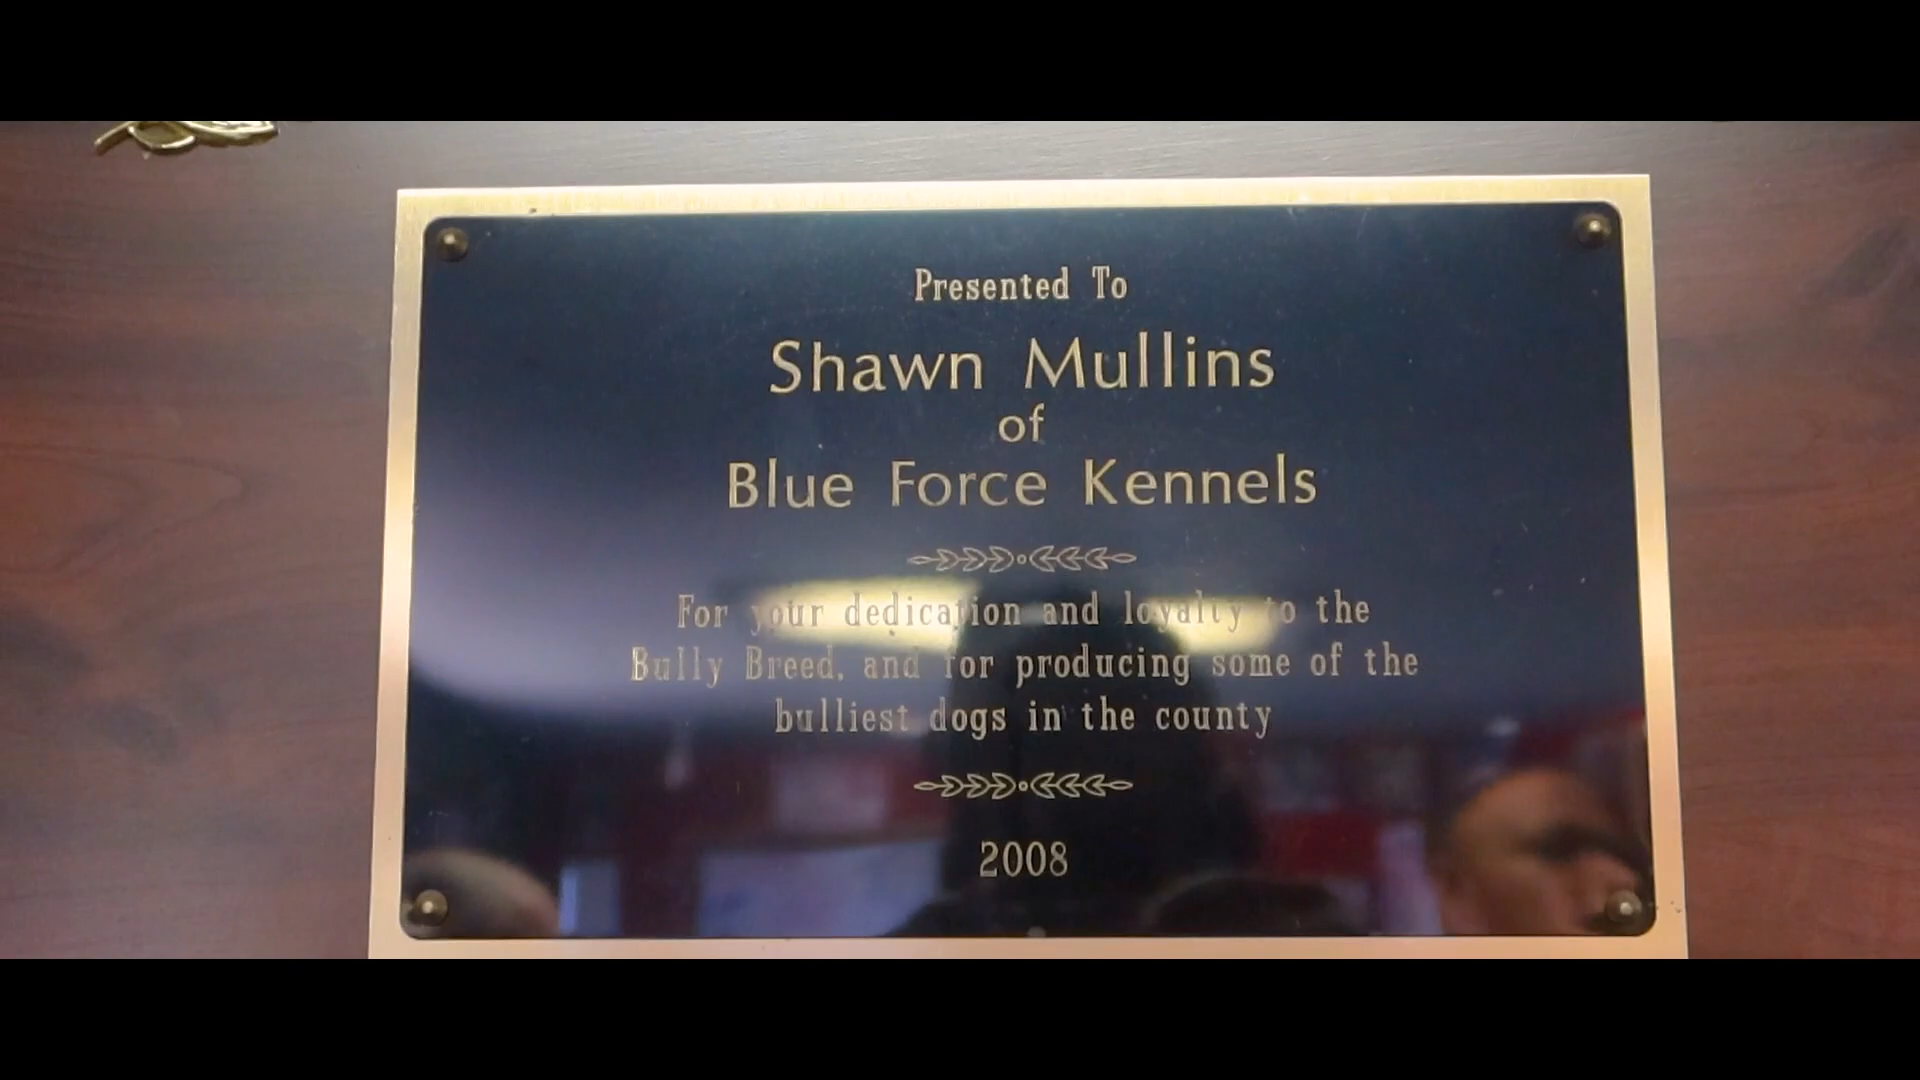 Presented To
Shawn Mullins
of
Blue Force Kennels
For your dedication and loyalty to the
Bully Breed, and for producing some of the
bulliest dogs in the county
2008